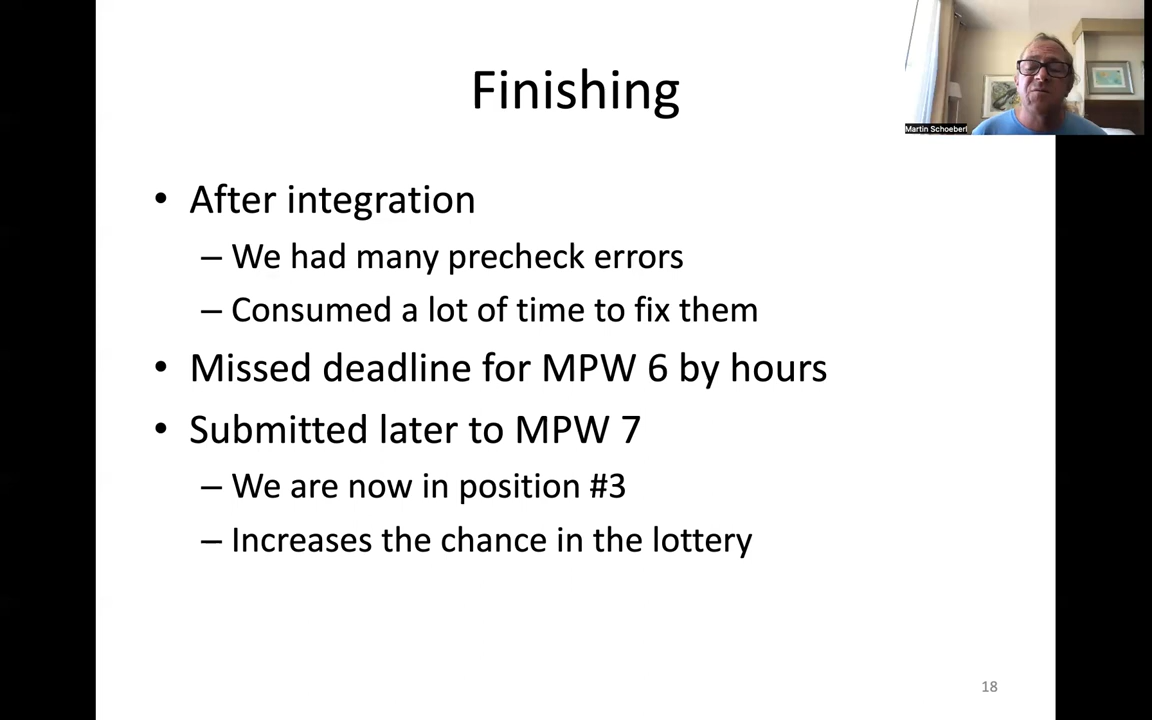 Finishing
Martin Schoeberl
• After integration
– We had many precheck errors
– Consumed a lot of time to fix them
• Missed deadline for MPW 6 by hours
• Submitted later to MPW 7
– We are now in position #3
– Increases the chance in the lottery
18